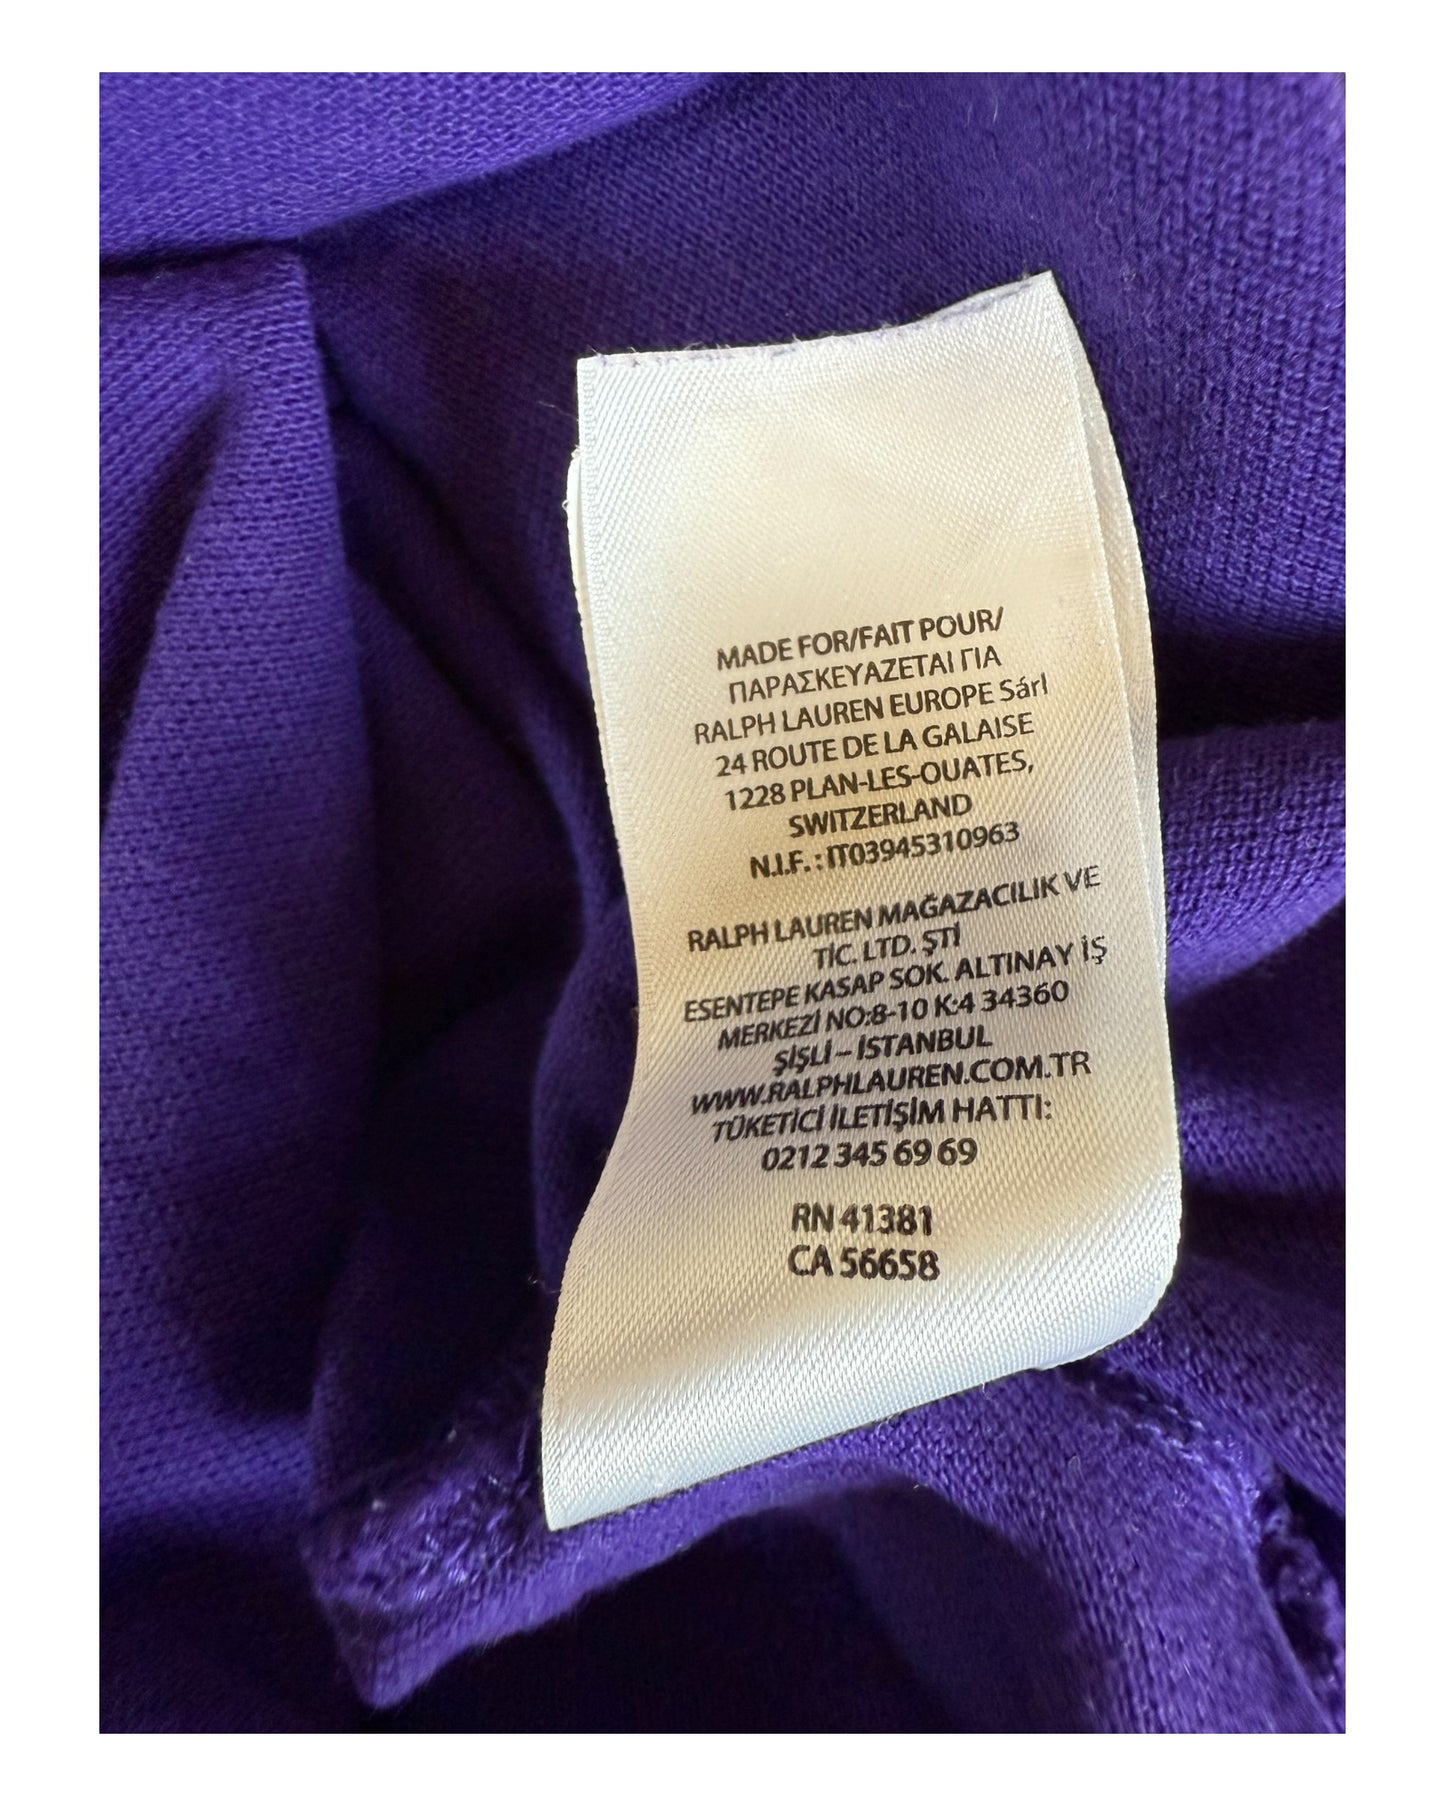 MADE FOR/FAIT POUR/
ΠΑΡΑΣΚΕΥΑΖΕΤΑΙ ΓΙΑ
RALPH LAUREN EUROPE Sárl
24 ROUTE DE LA GALAISE
1228 PLAN-LES-OUATES,
SWITZERLAND
N.I.F. : IT03945310963
RALPH LAUREN MAĞAZACILIK VE
TİC. LTD. ŞTİ
ESENTEPE KASAP SOK. ALTINAY İŞ
MERKEZİ NO:8-10 K:4 34360
ŞİŞLİ – İSTANBUL
WWW.RALPHLAUREN.COM.TR
TÜKETİCİ İLETİŞİM HATTI:
0212 345 69 69
RN 41381
CA 56658